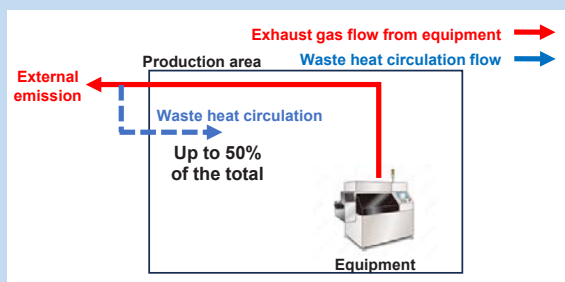 Exhaust gas flow from equipment
Production area
Waste heat circulation flow
External
emission
Waste heat circulation
Up to 50%
of the total
Equipment